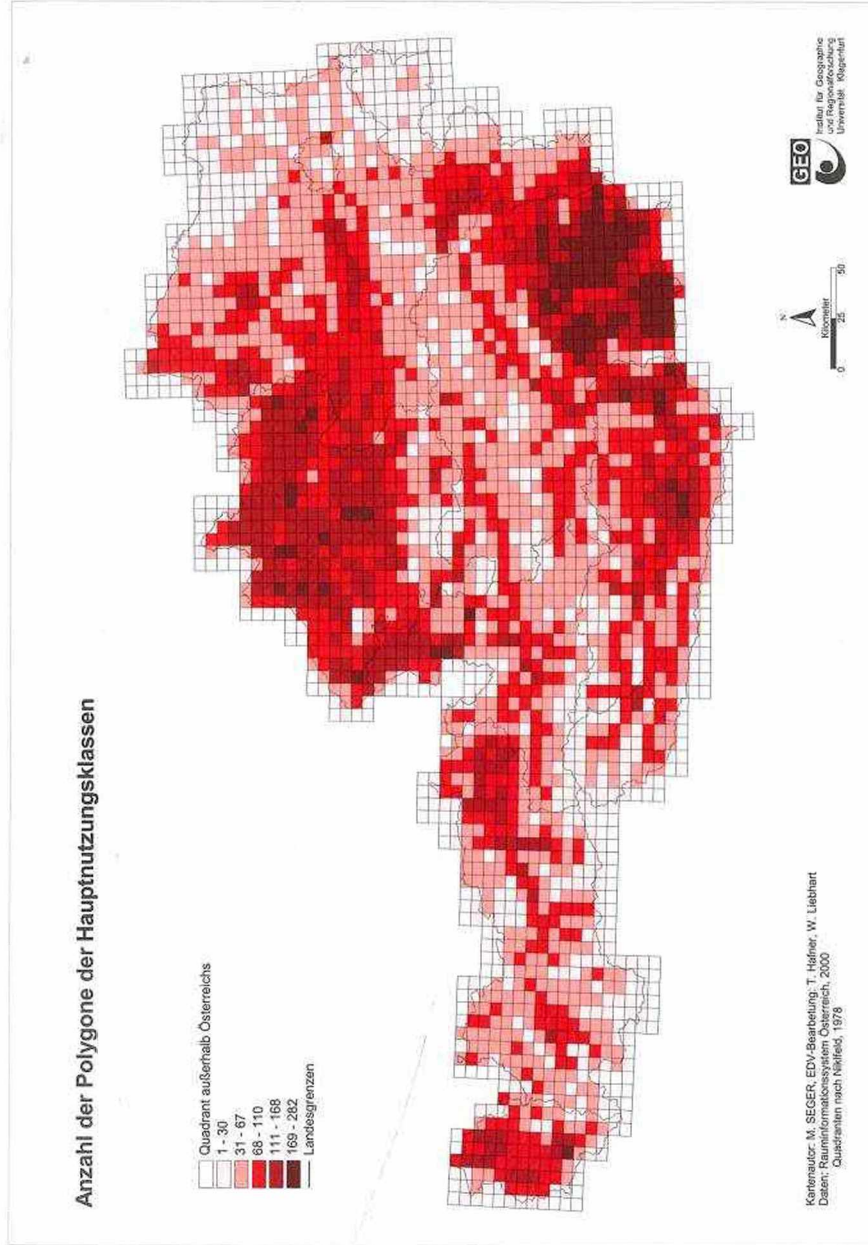 Anzahl der Polygone der Hauptnutzungsklassen
Quadrant außerhalb Österreichs
1 - 30
31 - 67
68 - 110
111 - 168
169 - 282
Landesgrenzen
Kartenautor: M. SEGER, EDV-Bearbeitung: T. Hafner, W. Liebhart
Daten: Rauminformationssystem Österreich, 2000
Quadranten nach Niklfeld, 1978
N
Kilometer
0 25 50
GEO
Institut für Geographie
und Regionalforschung
Universität Klagenfurt